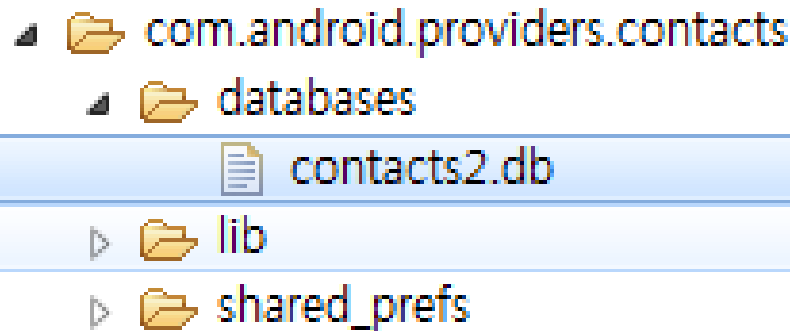 com.android.providers.contacts
databases
contacts2.db
lib
shared_prefs